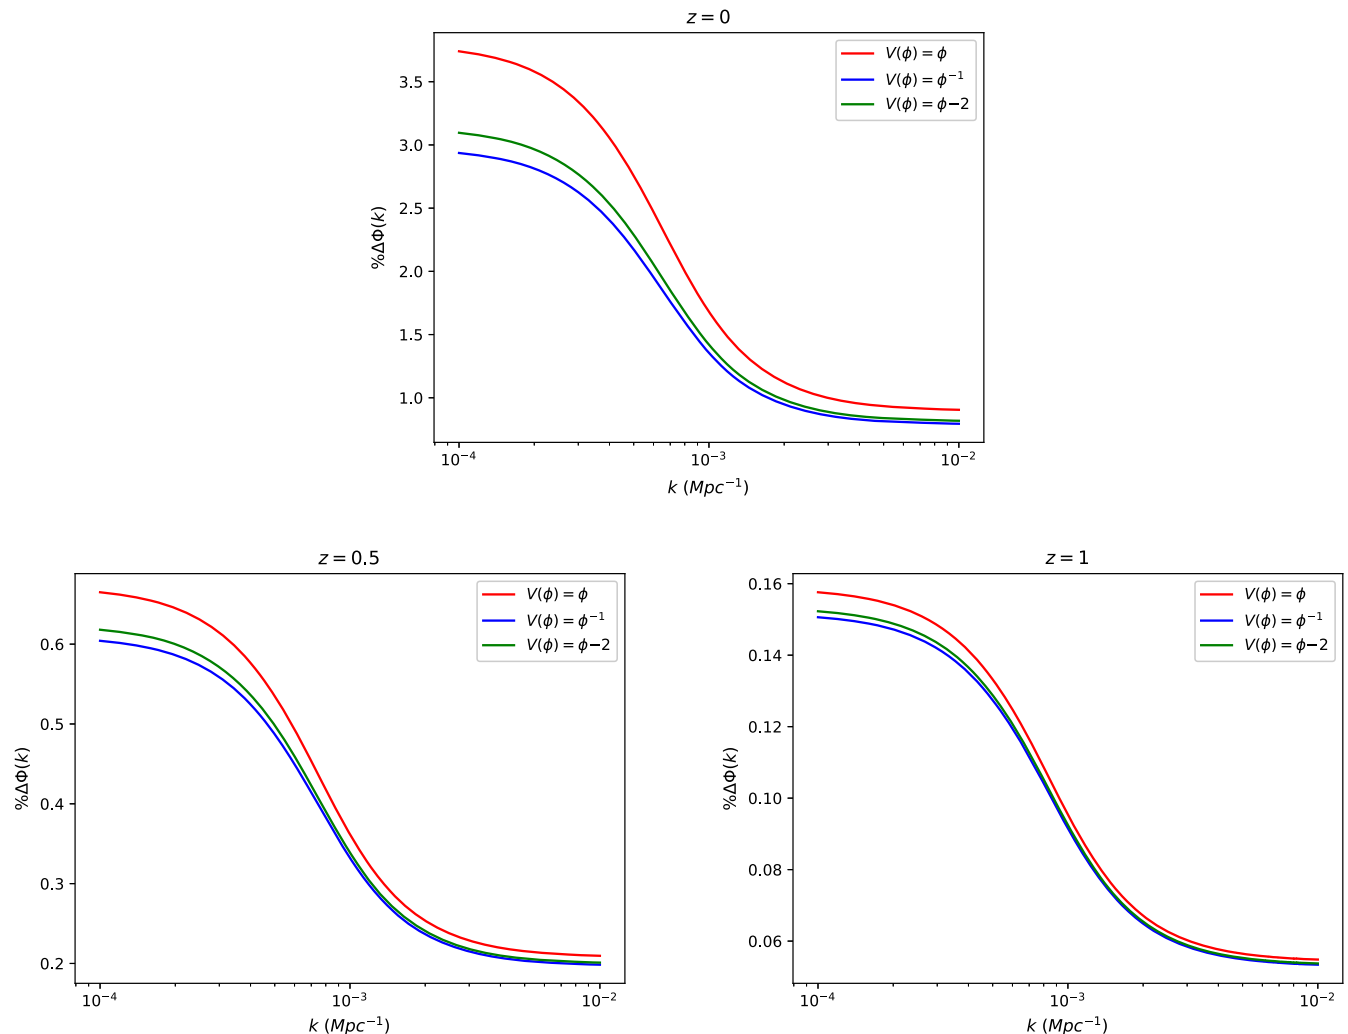 z = 0
%ΔΦ(k)
3.5
3.0
2.5
2.0
1.5
1.0
V(ϕ) = ϕ
V(ϕ) = ϕ⁻¹
V(ϕ) = ϕ−2
10⁻⁴
10⁻³
10⁻²
k (Mpc⁻¹)
z = 0.5
%ΔΦ(k)
0.6
0.5
0.4
0.3
0.2
V(ϕ) = ϕ
V(ϕ) = ϕ⁻¹
V(ϕ) = ϕ−2
10⁻⁴
10⁻³
10⁻²
k (Mpc⁻¹)
z = 1
%ΔΦ(k)
0.16
0.14
0.12
0.10
0.08
0.06
V(ϕ) = ϕ
V(ϕ) = ϕ⁻¹
V(ϕ) = ϕ−2
10⁻⁴
10⁻³
10⁻²
k (Mpc⁻¹)